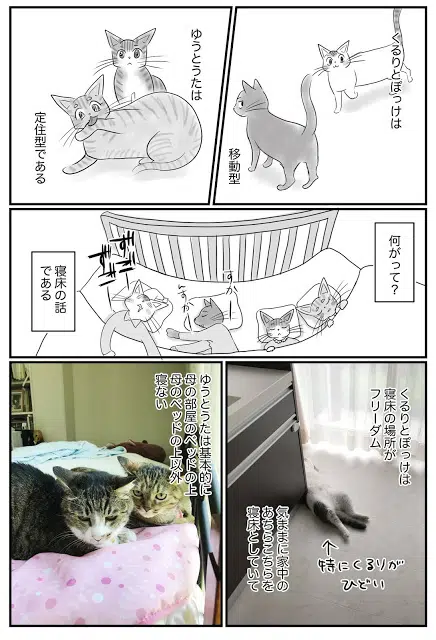 くるりとぽっけは
移動型
ゆうとうたは
定住型である
何がって?
すかー
すかー
寝床の話
である
くるりとぽっけは
寝床の場所が
フリーダム
気ままに家中の
あちらこちらを
寝床としていて
↑
特にくるりが
ひどい
ゆうとうたは基本的に
母の部屋のベッドの上
母のベッドの上以外
寝ない